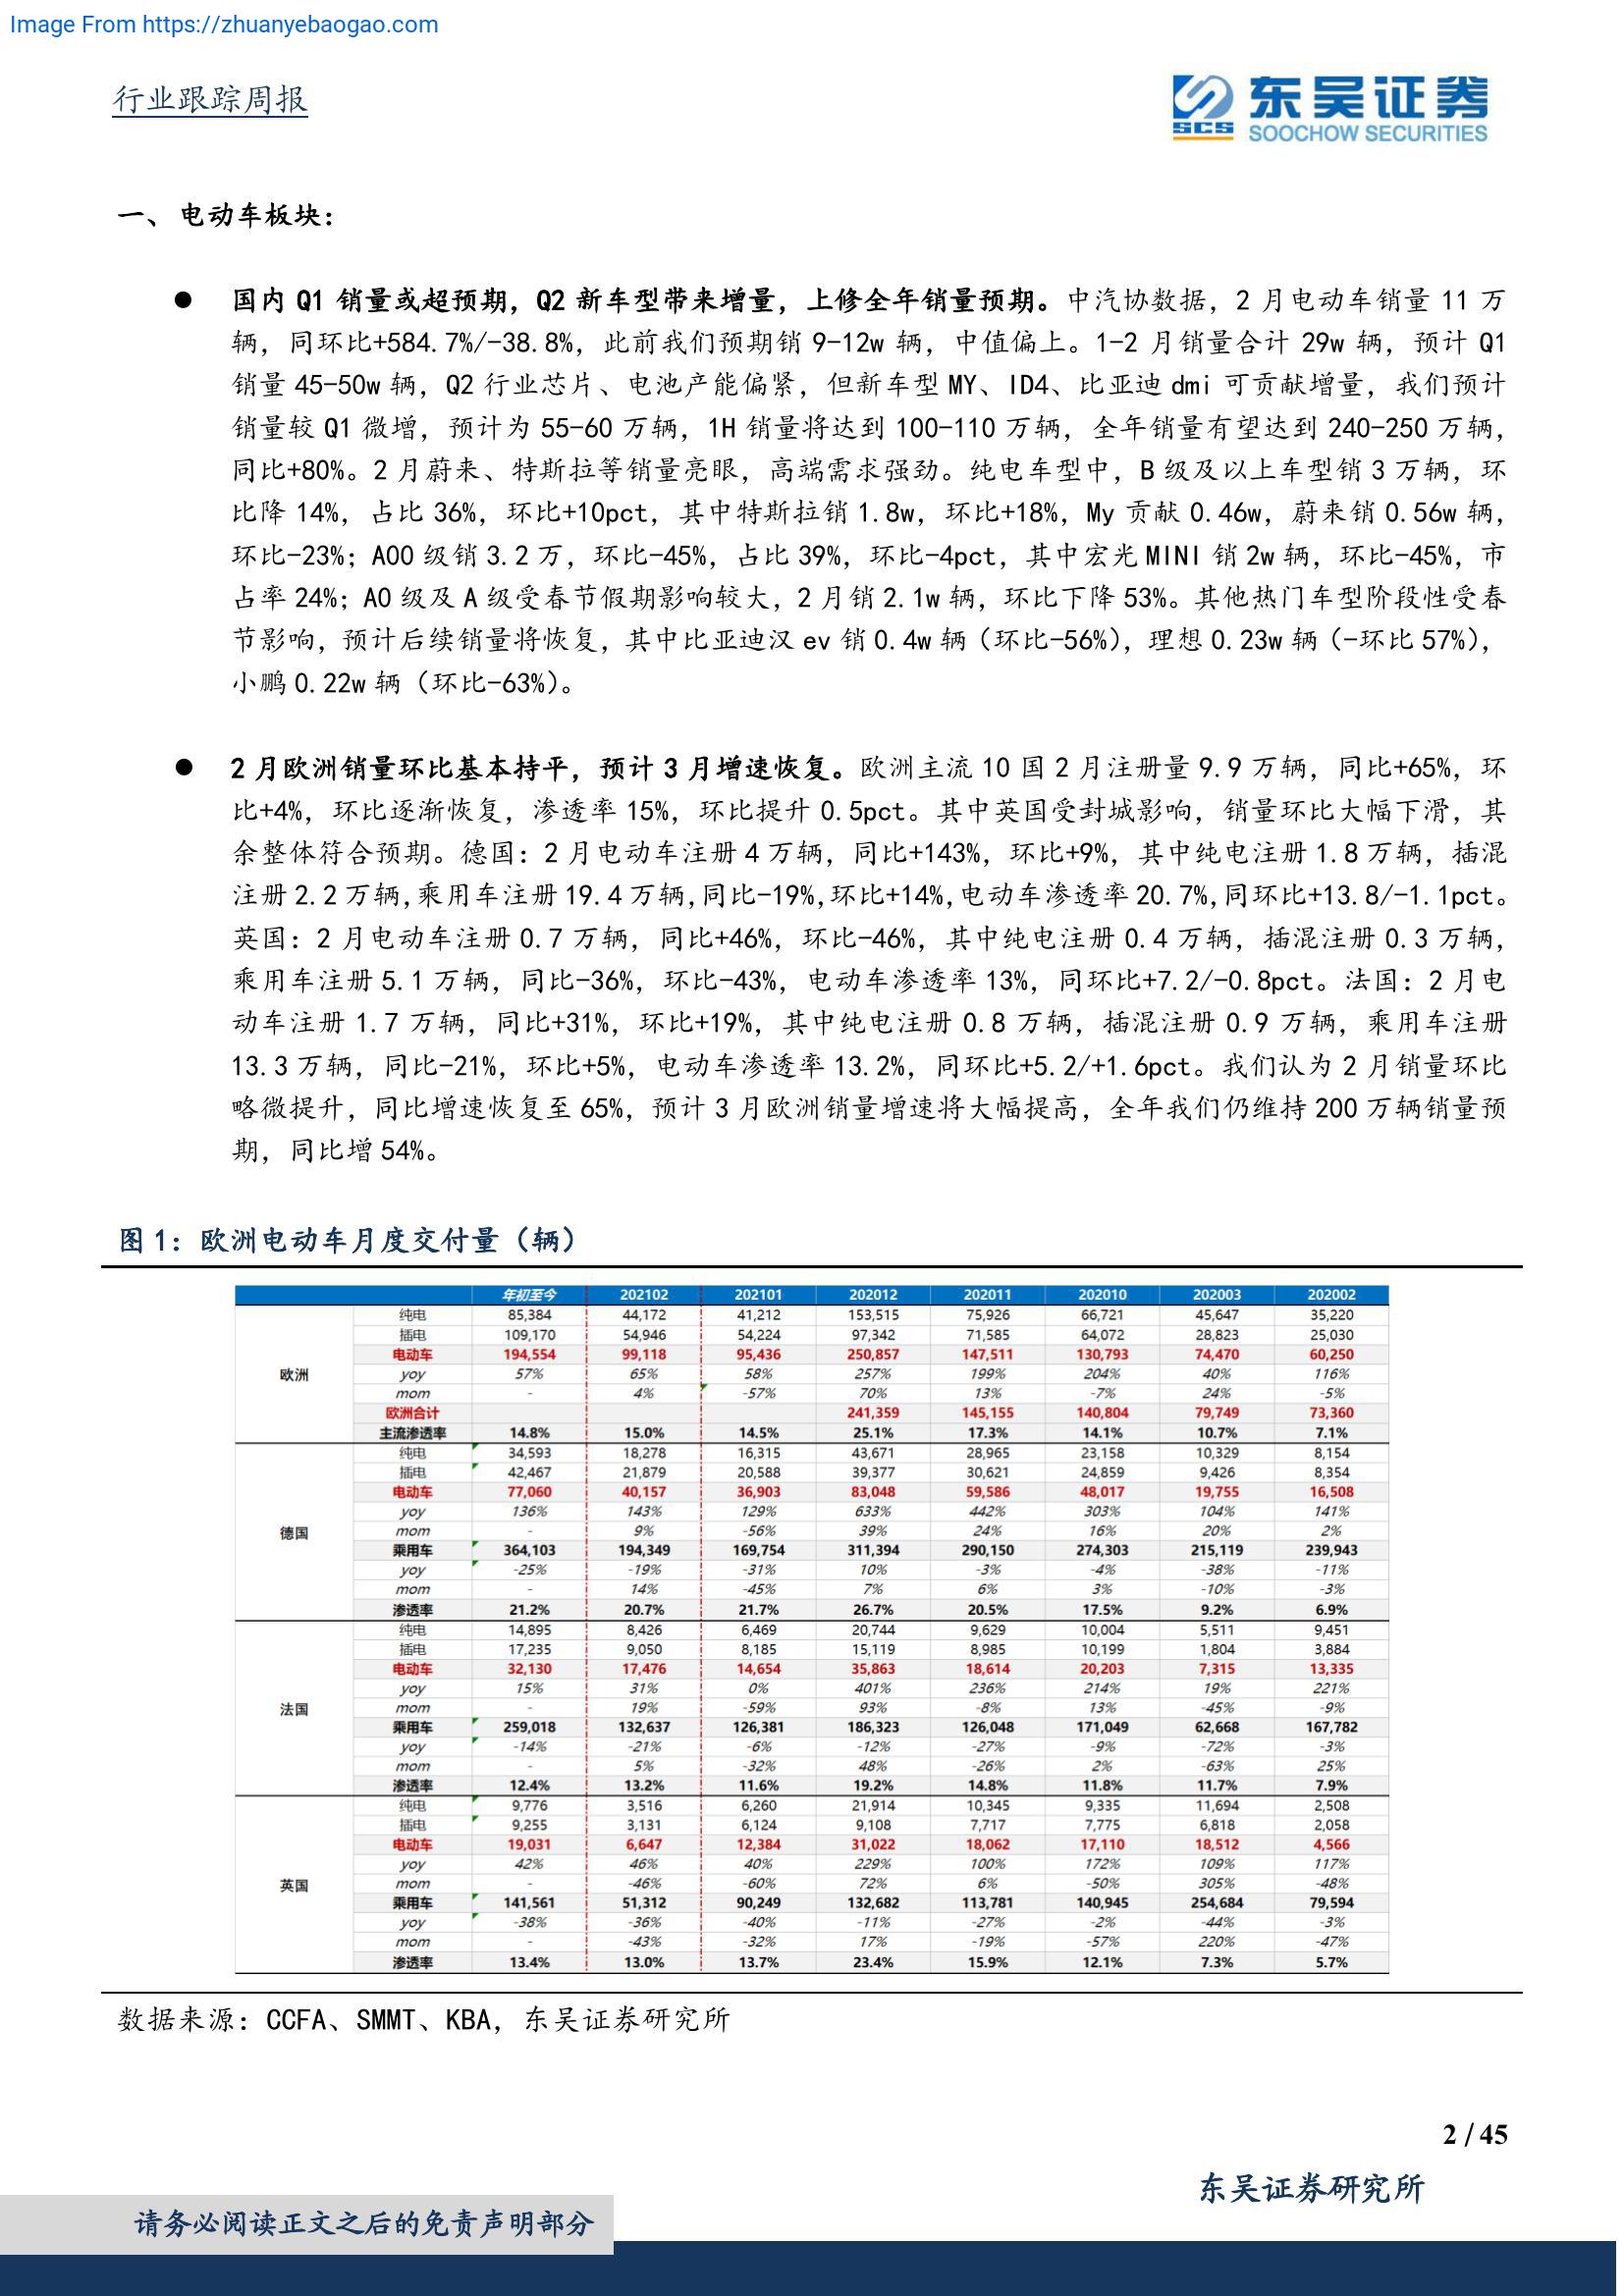 Image From https://zhuanyebaogao.com
行业跟踪周报
SCS 东吴证券
SOOCHOW SECURITIES
一、 电动车板块：
● 国内 Q1 销量或超预期，Q2 新车型带来增量，上修全年销量预期。中汽协数据，2 月电动车销量 11 万
辆，同环比+584.7%/-38.8%，此前我们预期销 9-12w 辆，中值偏上。1-2 月销量合计 29w 辆，预计 Q1
销量 45-50w 辆，Q2 行业芯片、电池产能偏紧，但新车型 MY、ID4、比亚迪 dmi 可贡献增量，我们预计
销量较 Q1 微增，预计为 55-60 万辆，1H 销量将达到 100-110 万辆，全年销量有望达到 240-250 万辆，
同比+80%。2 月蔚来、特斯拉等销量亮眼，高端需求强劲。纯电车型中，B 级及以上车型销 3 万辆，环
比降 14%，占比 36%，环比+10pct，其中特斯拉销 1.8w，环比+18%，My 贡献 0.46w，蔚来销 0.56w 辆，
环比-23%；A00 级销 3.2 万，环比-45%，占比 39%，环比-4pct，其中宏光 MINI 销 2w 辆，环比-45%，市
占率 24%；A0 级及 A 级受春节假期影响较大，2 月销 2.1w 辆，环比下降 53%。其他热门车型阶段性受春
节影响，预计后续销量将恢复，其中比亚迪汉 ev 销 0.4w 辆（环比-56%），理想 0.23w 辆（-环比 57%），
小鹏 0.22w 辆（环比-63%）。
● 2 月欧洲销量环比基本持平，预计 3 月增速恢复。欧洲主流 10 国 2 月注册量 9.9 万辆，同比+65%，环
比+4%，环比逐渐恢复，渗透率 15%，环比提升 0.5pct。其中英国受封城影响，销量环比大幅下滑，其
余整体符合预期。德国：2 月电动车注册 4 万辆，同比+143%，环比+9%，其中纯电注册 1.8 万辆，插混
注册 2.2 万辆，乘用车注册 19.4 万辆，同比-19%，环比+14%，电动车渗透率 20.7%，同环比+13.8/-1.1pct。
英国：2 月电动车注册 0.7 万辆，同比+46%，环比-46%，其中纯电注册 0.4 万辆，插混注册 0.3 万辆，
乘用车注册 5.1 万辆，同比-36%，环比-43%，电动车渗透率 13%，同环比+7.2/-0.8pct。法国：2 月电
动车注册 1.7 万辆，同比+31%，环比+19%，其中纯电注册 0.8 万辆，插混注册 0.9 万辆，乘用车注册
13.3 万辆，同比-21%，环比+5%，电动车渗透率 13.2%，同环比+5.2/+1.6pct。我们认为 2 月销量环比
略微提升，同比增速恢复至 65%，预计 3 月欧洲销量增速将大幅提高，全年我们仍维持 200 万辆销量预
期，同比增 54%。
图 1：欧洲电动车月度交付量（辆）
年初至今 202102 202101 202012 202011 202010 202003 202002
欧洲
纯电 85,384 44,172 41,212 153,515 75,926 66,721 45,647 35,220
插电 109,170 54,946 54,224 97,342 71,585 64,072 28,823 25,030
电动车 194,554 99,118 95,436 250,857 147,511 130,793 74,470 60,250
yoy 57% 65% 58% 257% 199% 204% 40% 116%
mom - 4% -57% 70% 13% -7% 24% -5%
欧洲合计 241,359 145,155 140,804 79,749 73,360
主流渗透率 14.8% 15.0% 14.5% 25.1% 17.3% 14.1% 10.7% 7.1%
德国
纯电 34,593 18,278 16,315 43,671 28,965 23,158 10,329 8,154
插电 42,467 21,879 20,588 39,377 30,621 24,859 9,426 8,354
电动车 77,060 40,157 36,903 83,048 59,586 48,017 19,755 16,508
yoy 136% 143% 129% 633% 442% 303% 104% 141%
mom - 9% -56% 39% 24% 16% 20% 2%
乘用车 364,103 194,349 169,754 311,394 290,150 274,303 215,119 239,943
yoy -25% -19% -31% 10% -3% -4% -38% -11%
mom - 14% -45% 7% 6% 3% -10% -3%
渗透率 21.2% 20.7% 21.7% 26.7% 20.5% 17.5% 9.2% 6.9%
法国
纯电 14,895 8,426 6,469 20,744 9,629 10,004 5,511 9,451
插电 17,235 9,050 8,185 15,119 8,985 10,199 1,804 3,884
电动车 32,130 17,476 14,654 35,863 18,614 20,203 7,315 13,335
yoy 15% 31% 0% 401% 236% 214% 19% 221%
mom - 19% -59% 93% -8% 13% -45% -9%
乘用车 259,018 132,637 126,381 186,323 126,048 171,049 62,668 167,782
yoy -14% -21% -6% -12% -27% -9% -72% -3%
mom - 5% -32% 48% -26% 2% -63% 25%
渗透率 12.4% 13.2% 11.6% 19.2% 14.8% 11.8% 11.7% 7.9%
英国
纯电 9,776 3,516 6,260 21,914 10,345 9,335 11,694 2,508
插电 9,255 3,131 6,124 9,108 7,717 7,775 6,818 2,058
电动车 19,031 6,647 12,384 31,022 18,062 17,110 18,512 4,566
yoy 42% 46% 40% 229% 100% 172% 109% 117%
mom - -46% -60% 72% 6% -50% 305% -48%
乘用车 141,561 51,312 90,249 132,682 113,781 140,945 254,684 79,594
yoy -38% -36% -40% -11% -27% -2% -44% -3%
mom - -43% -32% 17% -19% -57% 220% -47%
渗透率 13.4% 13.0% 13.7% 23.4% 15.9% 12.1% 7.3% 5.7%
数据来源：CCFA、SMMT、KBA，东吴证券研究所
2 / 45
东吴证券研究所
请务必阅读正文之后的免责声明部分